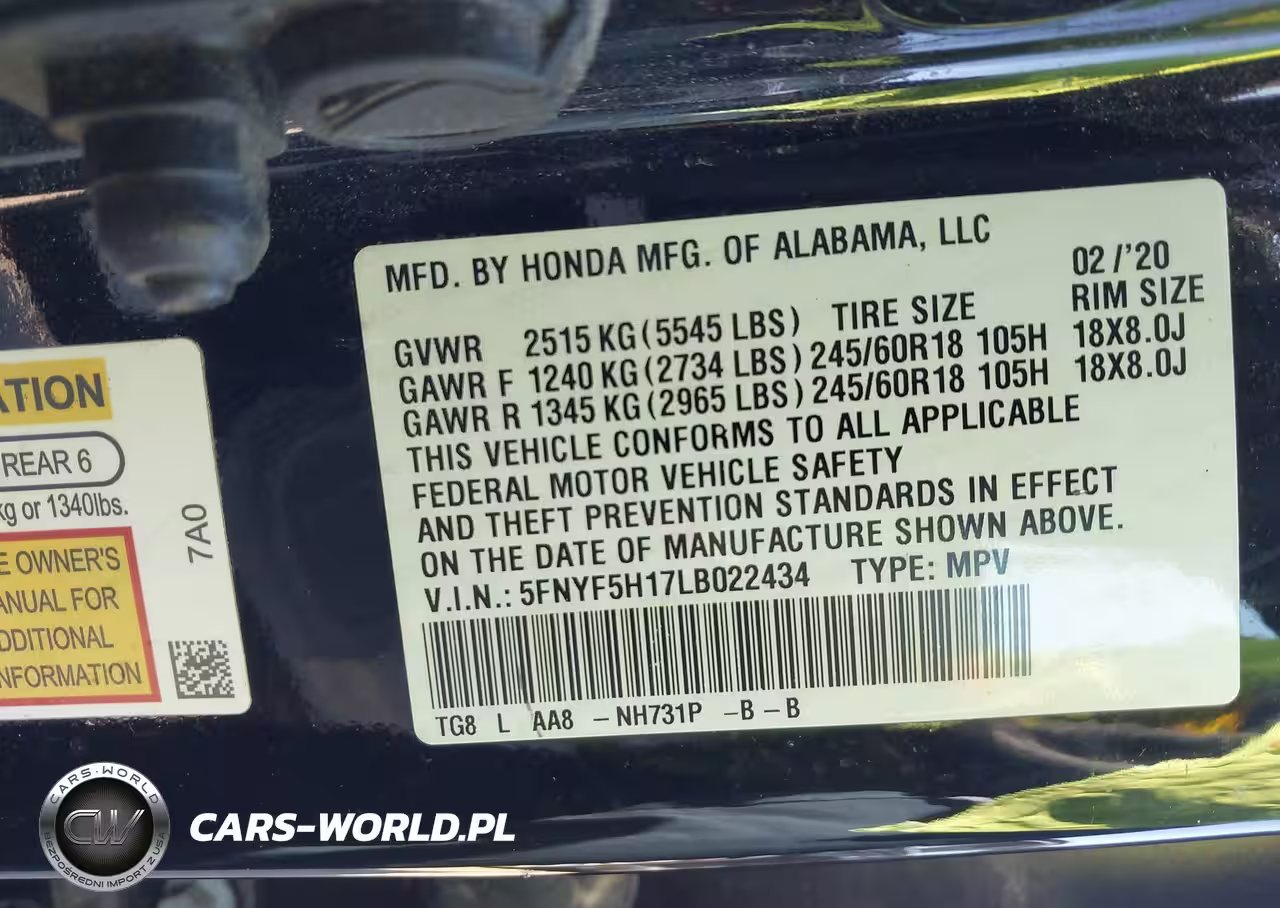 MFD. BY HONDA MFG. OF ALABAMA, LLC
02/'20
GVWR 2515 KG (5545 LBS) TIRE SIZE RIM SIZE
GAWR F 1240 KG (2734 LBS) 245/60R18 105H 18X8.0J
GAWR R 1345 KG (2965 LBS) 245/60R18 105H 18X8.0J
THIS VEHICLE CONFORMS TO ALL APPLICABLE
FEDERAL MOTOR VEHICLE SAFETY
AND THEFT PREVENTION STANDARDS IN EFFECT
ON THE DATE OF MANUFACTURE SHOWN ABOVE.
V.I.N.: 5FNYF5H17LB022434 TYPE: MPV
TG8 L AA8 – NH731P –B – B
ATION
REAR 6
kg or 1340lbs.
E OWNER'S
ANUAL FOR
DDITIONAL
NFORMATION
7A0
CARS-WORLD
CW
BEZPOŚREDNI IMPORT Z USA
CARS-WORLD.PL